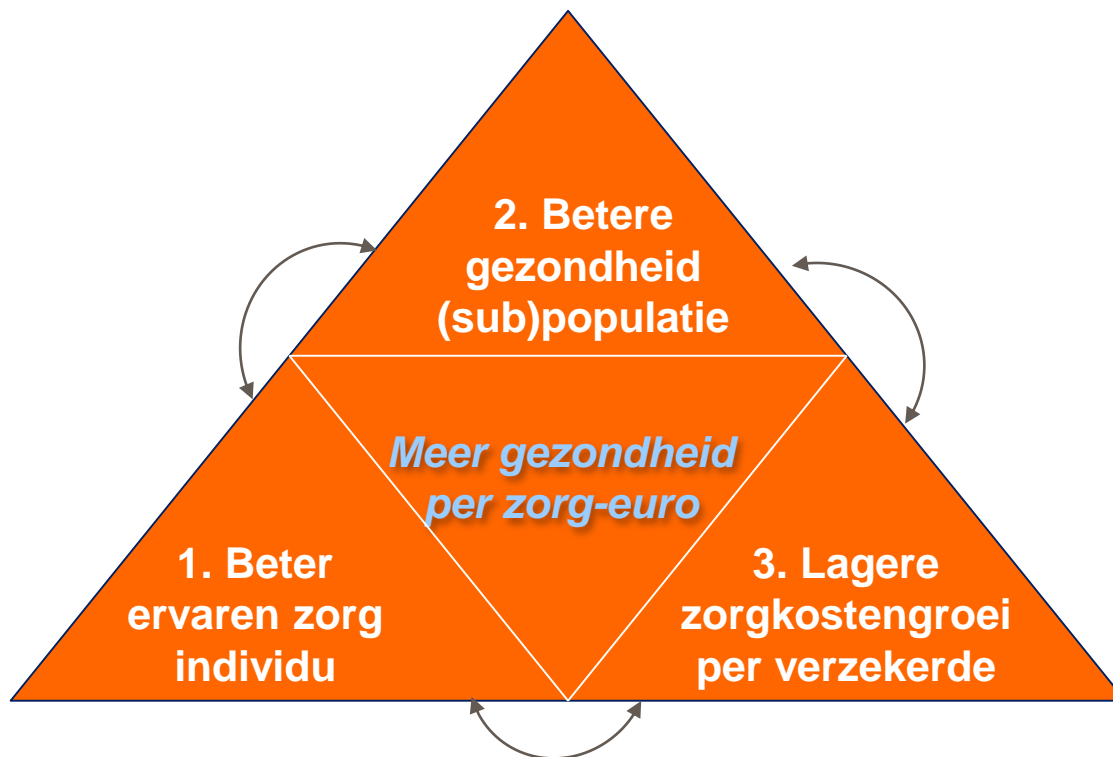 2. Betere
gezondheid
(sub)populatie
Meer gezondheid
per zorg-euro
1. Beter
ervaren zorg
individu
3. Lagere
zorgkostengroei
per verzekerde